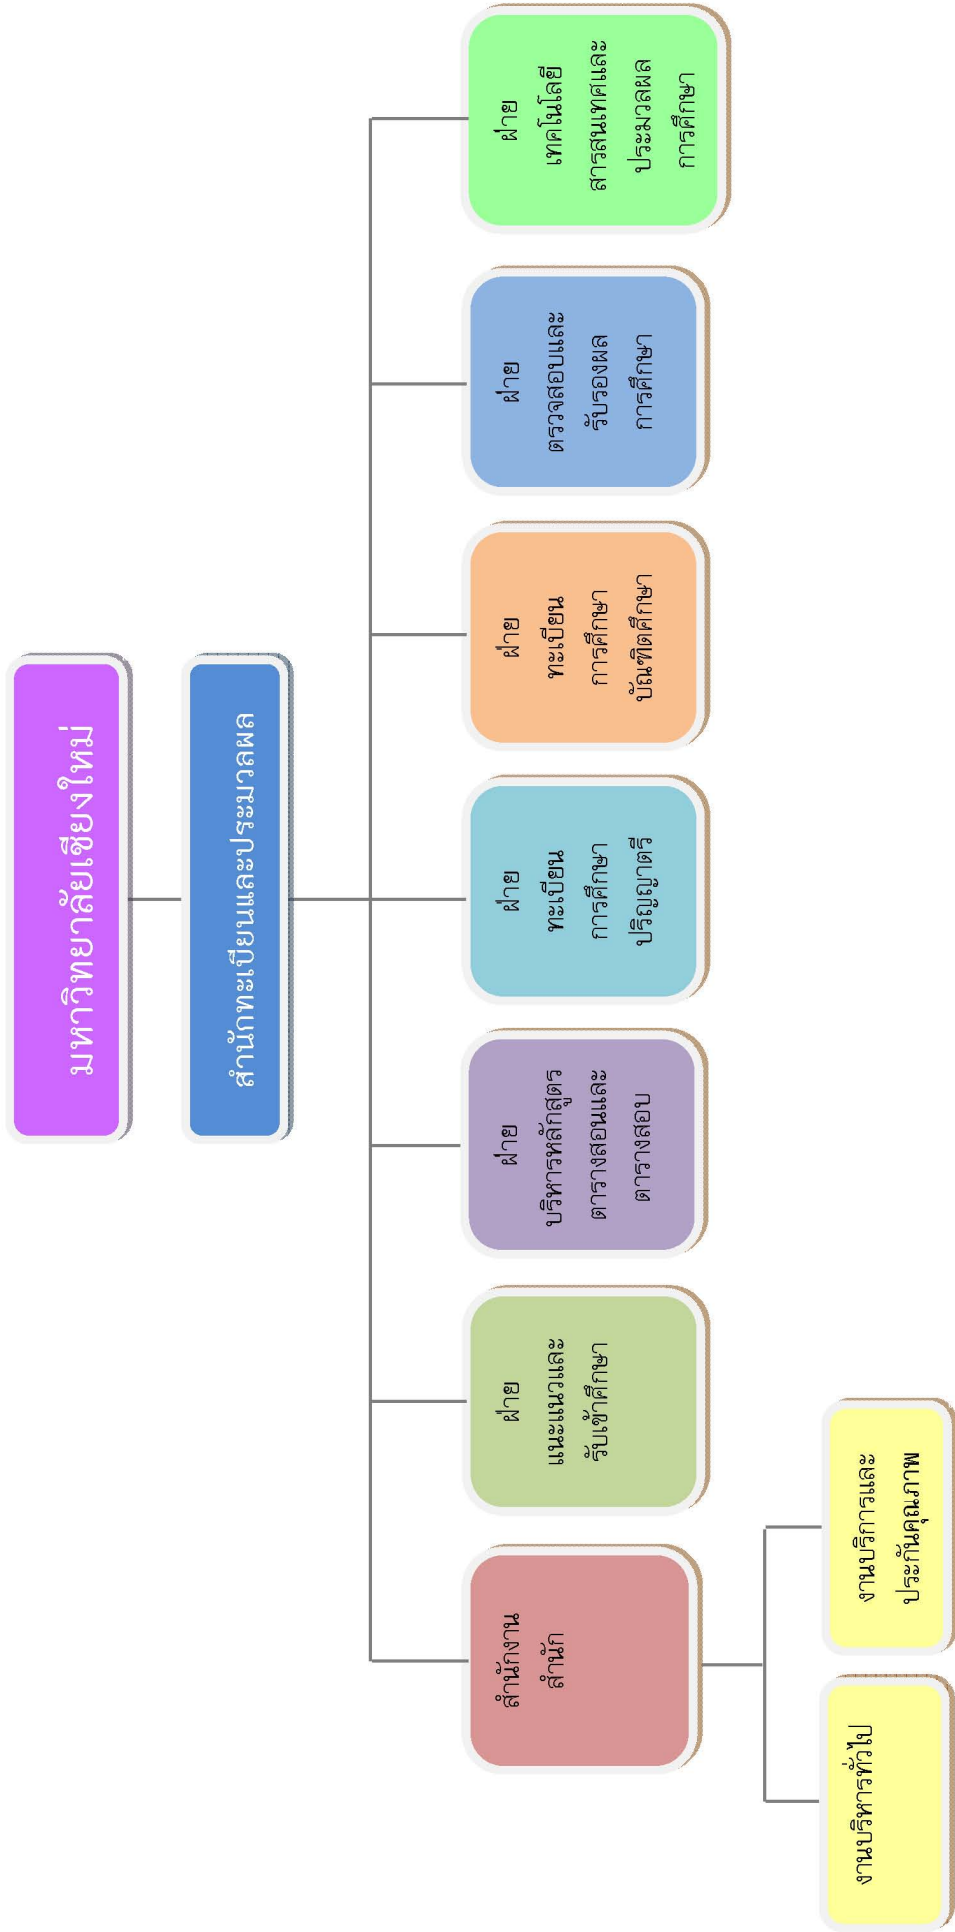 มหาวิทยาลัยเชียงใหม่
สำนักทะเบียนและประมวลผล
สำนักงาน
สำนัก
ฝ่าย
แนะแนวและ
รับเข้าศึกษา
ฝ่าย
บริหารหลักสูตร
ตารางสอนและ
ตารางสอบ
ฝ่าย
ทะเบียน
การศึกษา
ปริญญาตรี
ฝ่าย
ทะเบียน
การศึกษา
บัณฑิตศึกษา
ฝ่าย
ตรวจสอบและ
รับรองผล
การศึกษา
ฝ่าย
เทคโนโลยี
สารสนเทศและ
ประมวลผล
การศึกษา
งานบริหารทั่วไป
งานบริการและ
ประกันคุณภาพ